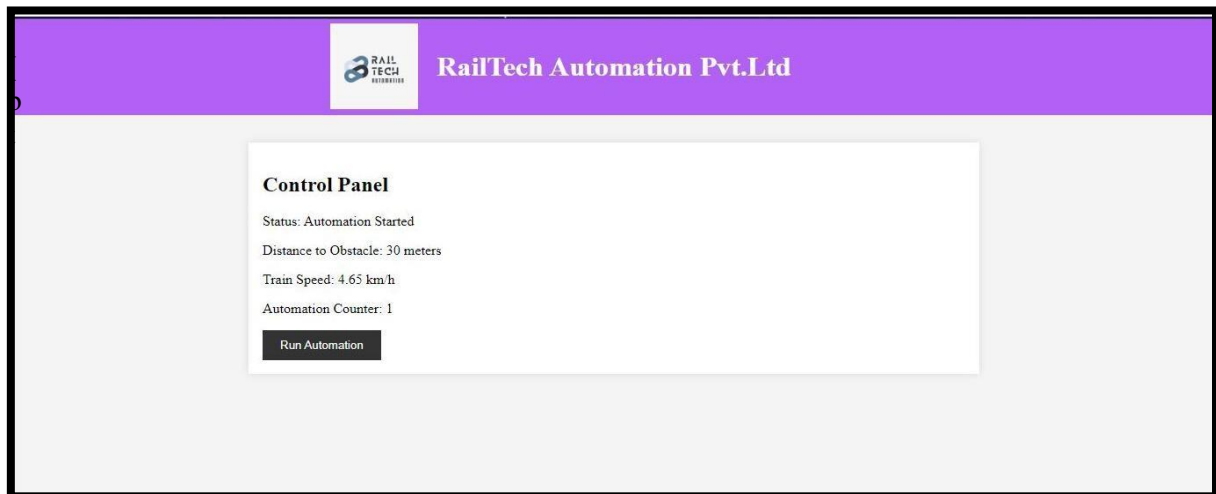 RAIL
TECH
AUTOMATION
RailTech Automation Pvt.Ltd
Control Panel
Status: Automation Started
Distance to Obstacle: 30 meters
Train Speed: 4.65 km/h
Automation Counter: 1
Run Automation